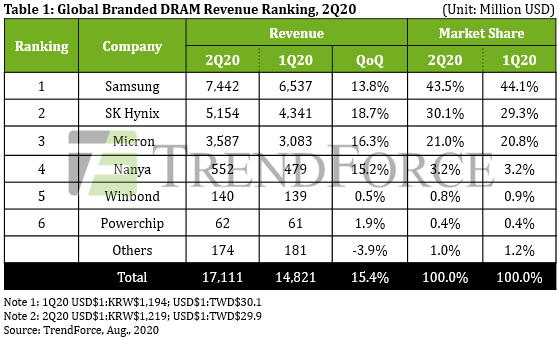 Table 1: Global Branded DRAM Revenue Ranking, 2Q20 (Unit: Million USD)
Ranking Company Revenue Market Share
2Q20 1Q20 QoQ 2Q20 1Q20
1 Samsung 7,442 6,537 13.8% 43.5% 44.1%
2 SK Hynix 5,154 4,341 18.7% 30.1% 29.3%
3 Micron 3,587 3,083 16.3% 21.0% 20.8%
TRENDFORCE
4 Nanya 552 479 15.2% 3.2% 3.2%
5 Winbond 140 139 0.5% 0.8% 0.9%
6 Powerchip 62 61 1.9% 0.4% 0.4%
Others 174 181 -3.9% 1.0% 1.2%
Total 17,111 14,821 15.4% 100.0% 100.0%
Note 1: 1Q20 USD$1:KRW$1,194; USD$1:TWD$30.1
Note 2: 2Q20 USD$1:KRW$1,219; USD$1:TWD$29.9
Source: TrendForce, Aug., 2020